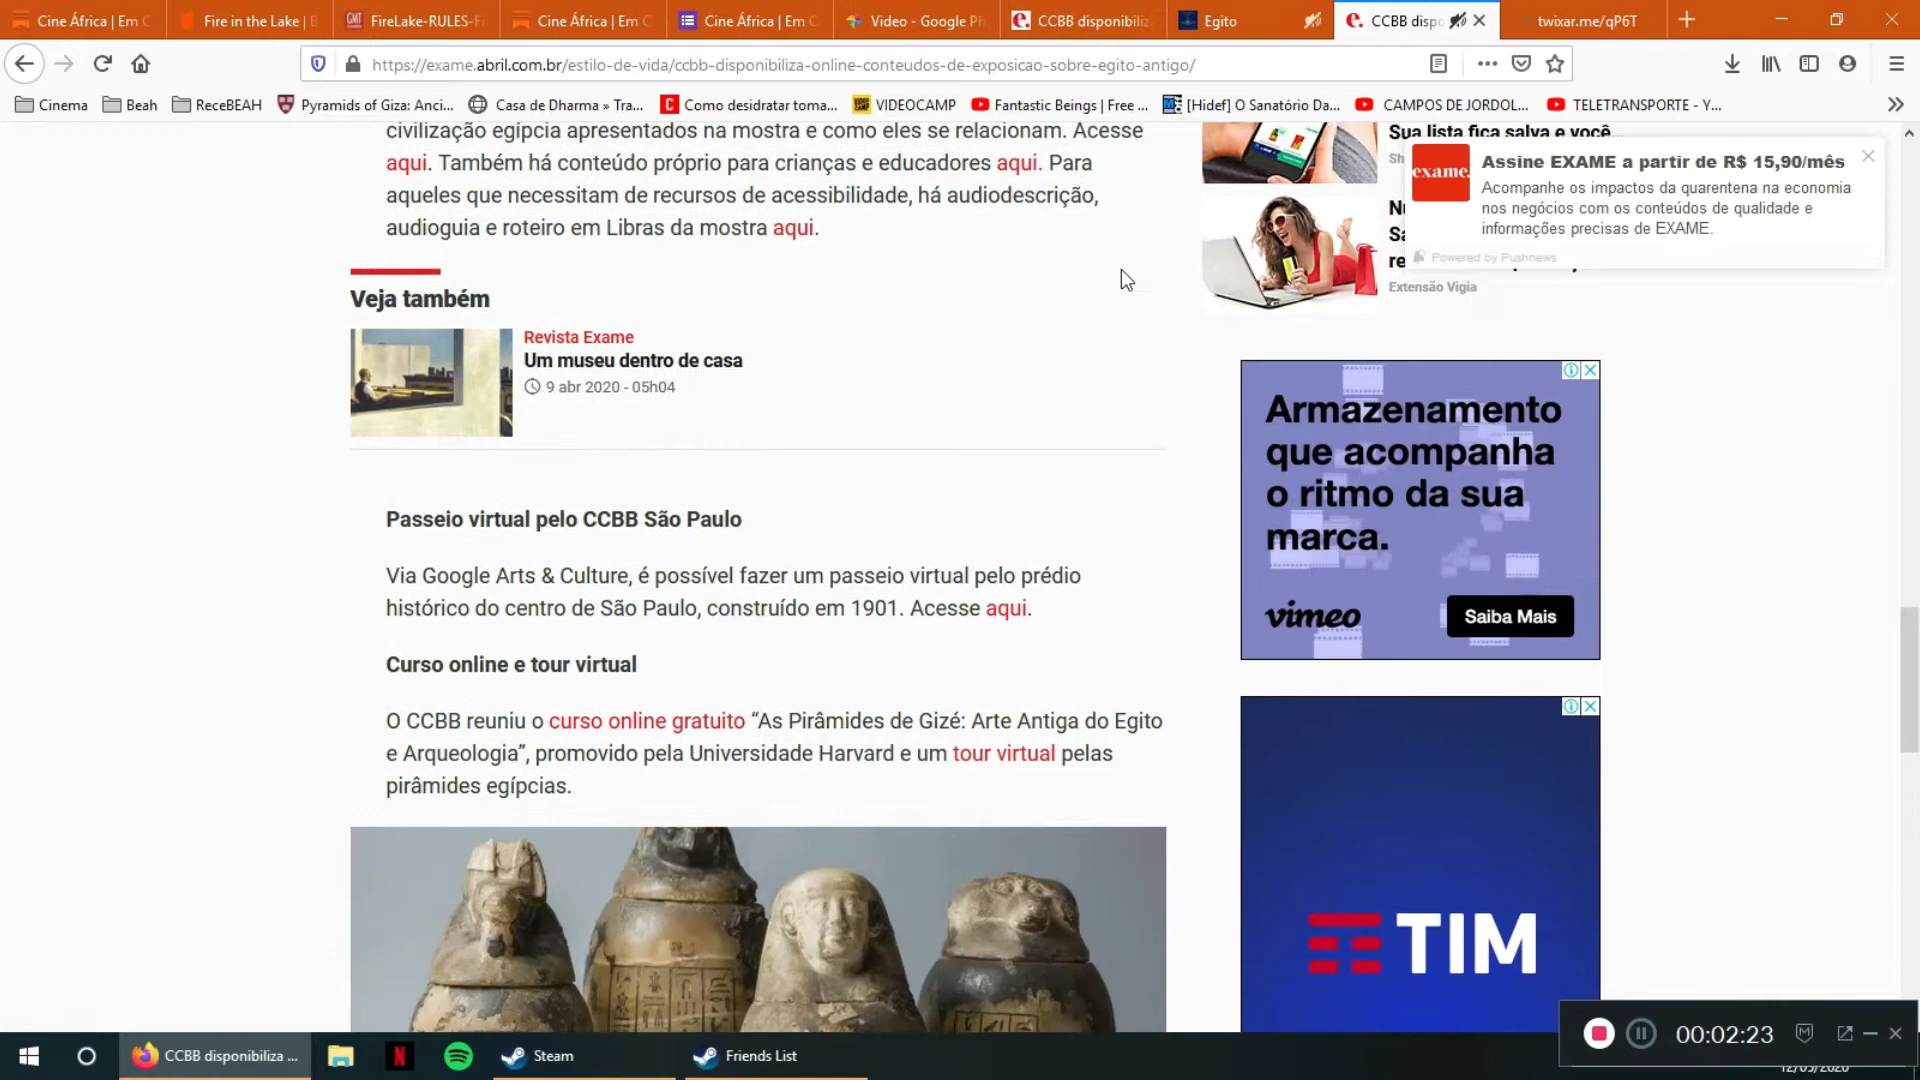 Cine África | Em C
Fire in the Lake | B
FireLake-RULES-F
Cine África | Em C
Cine África | Em C
Video - Google Ph
CCBB disponibiliz
Egito
CCBB dispo
twixar.me/qP6T
https://exame.abril.com.br/estilo-de-vida/ccbb-disponibiliza-online-conteudos-de-exposicao-sobre-egito-antigo/
Cinema
Beah
ReceBEAH
Pyramids of Giza: Anci...
Casa de Dharma » Tra...
Como desidratar toma...
VIDEOCAMP
Fantastic Beings | Free ...
[Hidef] O Sanatório Da...
CAMPOS DE JORDOL...
TELETRANSPORTE - Y...
civilização egípcia apresentados na mostra e como eles se relacionam. Acesse
aqui. Também há conteúdo próprio para crianças e educadores aqui. Para
aqueles que necessitam de recursos de acessibilidade, há audiodescrição,
audioguia e roteiro em Libras da mostra aqui.
Veja também
Revista Exame
Um museu dentro de casa
9 abr 2020 - 05h04
Passeio virtual pelo CCBB São Paulo
Via Google Arts & Culture, é possível fazer um passeio virtual pelo prédio
histórico do centro de São Paulo, construído em 1901. Acesse aqui.
Curso online e tour virtual
O CCBB reuniu o curso online gratuito “As Pirâmides de Gizé: Arte Antiga do Egito
e Arqueologia”, promovido pela Universidade Harvard e um tour virtual pelas
pirâmides egípcias.
Sua lista fica salva e você...
Extensão Vigia
exame.
Assine EXAME a partir de R$ 15,90/mês
Acompanhe os impactos da quarentena na economia
nos negócios com os conteúdos de qualidade e
informações precisas de EXAME.
Powered by Pushnews
Armazenamento
que acompanha
o ritmo da sua
marca.
vimeo
Saiba Mais
TIM
CCBB disponibiliza ...
Steam
Friends List
00:02:23
12/05/2020